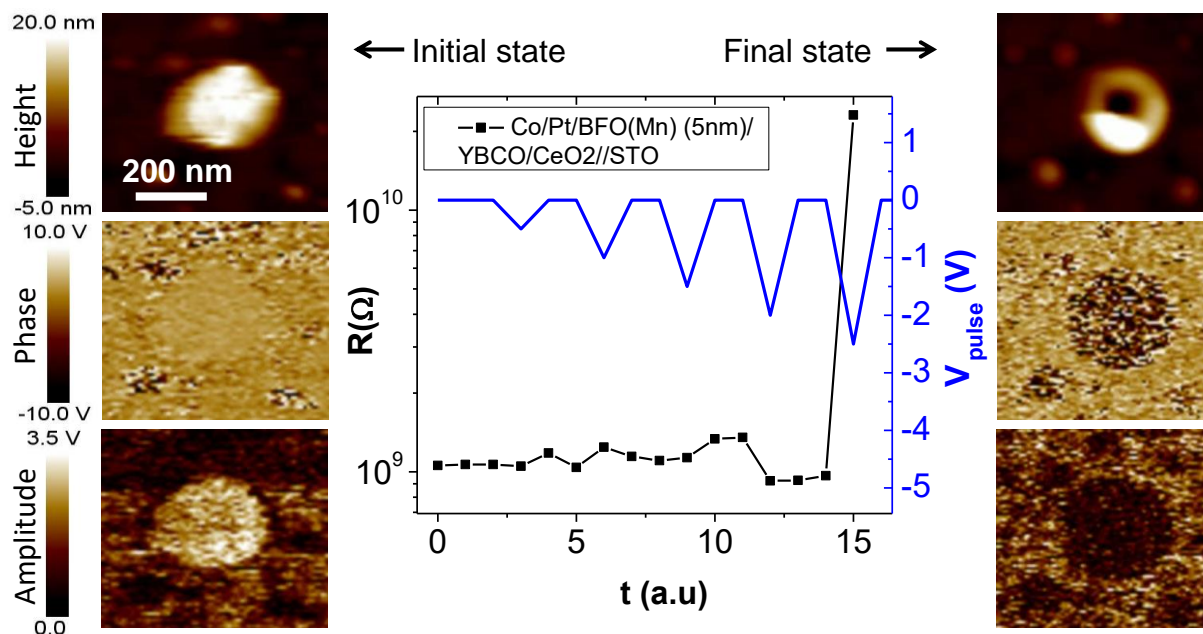 20.0 nm
Height
-5.0 nm
200 nm
10.0 V
Phase
-10.0 V
3.5 V
Amplitude
0.0
Initial state
Final state
Co/Pt/BFO(Mn) (5nm)/
YBCO/CeO2//STO
R(Ω)
10^10
10^9
0
5
10
15
t (a.u)
1
0
-1
-2
-3
-4
-5
V_pulse (V)